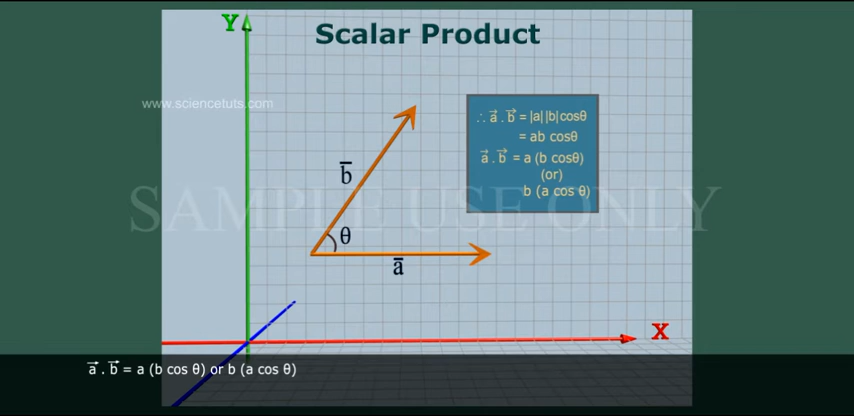 Y
Scalar Product
www.sciencetuts.com
∴ a⃗ . b⃗ = |a||b|cosθ
= ab cosθ
a⃗ . b⃗ = a (b cosθ)
(or)
b (a cos θ)
b̅
SAMPLE USE ONLY
θ
a̅
X
a⃗ . b⃗ = a (b cos θ) or b (a cos θ)